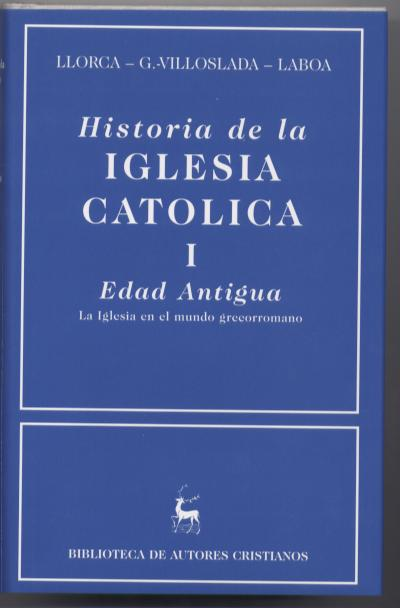 LLORCA – G.-VILLOSLADA – LABOA
Historia de la
IGLESIA
CATOLICA
I
Edad Antigua
La Iglesia en el mundo grecorromano
BIBLIOTECA DE AUTORES CRISTIANOS